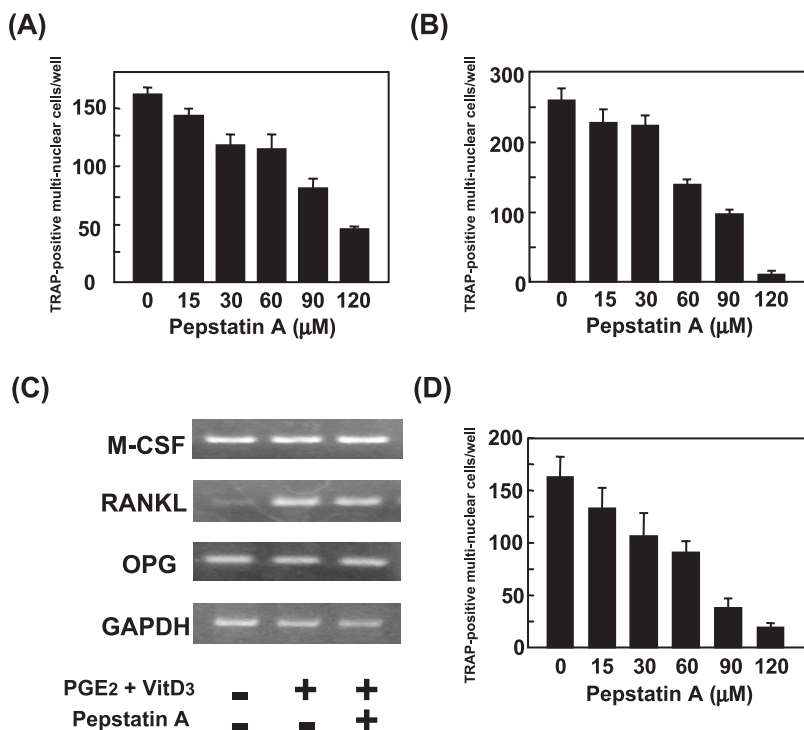 (A)
TRAP-positive multi-nuclear cells/well
150
100
50
0
0 15 30 60 90 120
Pepstatin A (μM)
(B)
TRAP-positive multi-nuclear cells/well
300
200
100
0
0 15 30 60 90 120
Pepstatin A (μM)
(C)
M-CSF
RANKL
OPG
GAPDH
PGE2 + VitD3 - + +
Pepstatin A - - +
(D)
TRAP-positive multi-nuclear cells/well
200
150
100
50
0
0 15 30 60 90 120
Pepstatin A (μM)